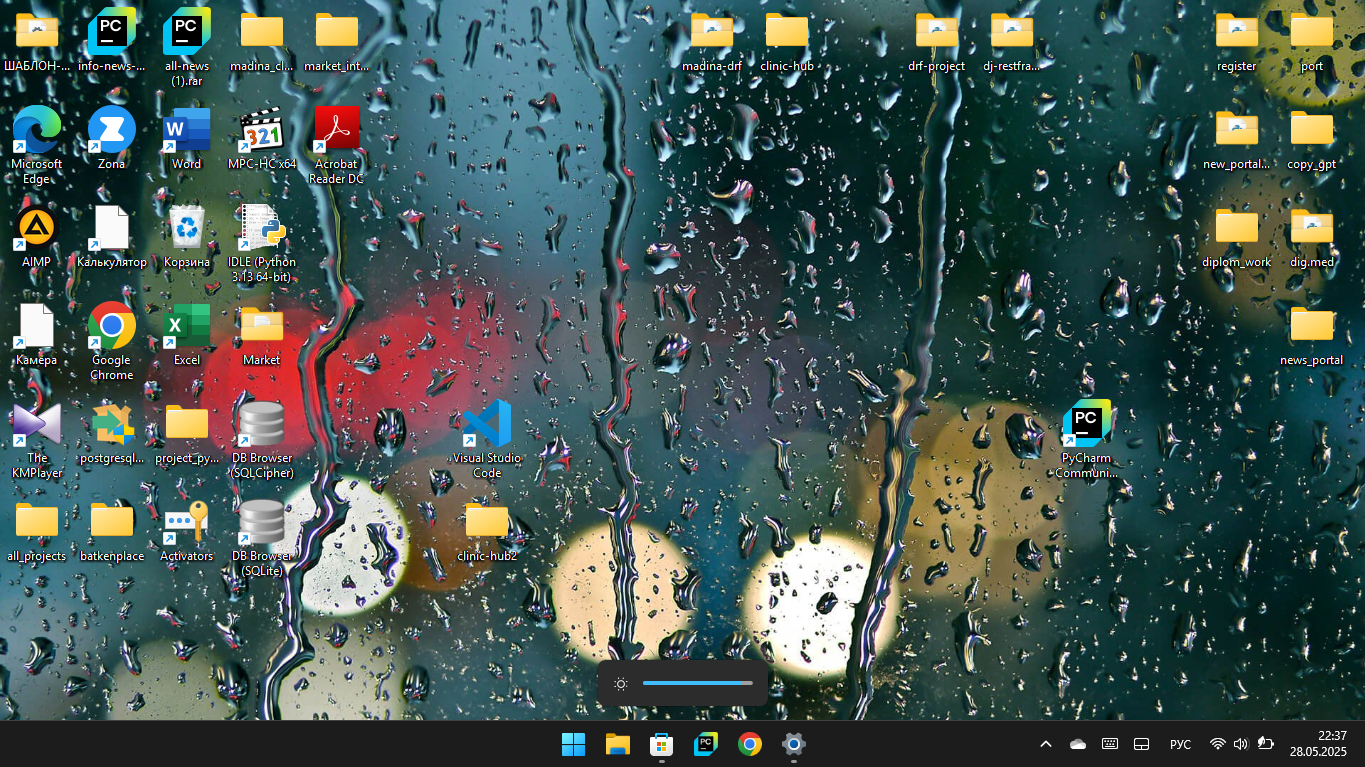 ШАБЛОН-...
info-news-...
all-news
(1).rar
madina_cl...
market_int...
madina-drf
clinic-hub
drf-project
dj-restfra...
register
port
Microsoft
Edge
Zona
Word
MPC-HC x64
Acrobat
Reader DC
new_portal...
copy_gpt
AIMP
Калькулятор
Корзина
IDLE (Python
3.13 64-bit)
diplom_work
dig.med
Камера
Google
Chrome
Excel
Market
news_portal
The
KMPlayer
postgresql...
project_py...
DB Browser
(SQLCipher)
Visual Studio
Code
PyCharm
Communi...
all_projects
batkenplace
Activators
DB Browser
(SQLite)
clinic-hub2
РУС
22:37
28.05.2025